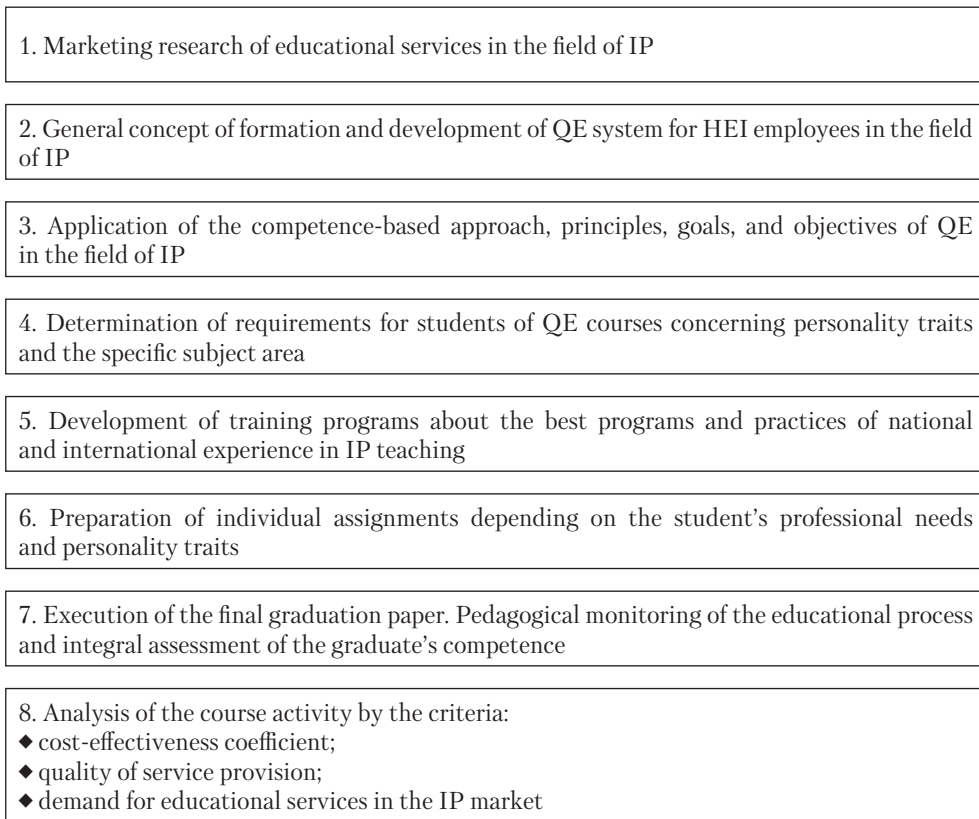 1. Marketing research of educational services in the field of IP
2. General concept of formation and development of QE system for HEI employees in the field
of IP
3. Application of the competence-based approach, principles, goals, and objectives of QE
in the field of IP
4. Determination of requirements for students of QE courses concerning personality traits
and the specific subject area
5. Development of training programs about the best programs and practices of national
and international experience in IP teaching
6. Preparation of individual assignments depending on the student’s professional needs
and personality traits
7. Execution of the final graduation paper. Pedagogical monitoring of the educational process
and integral assessment of the graduate’s competence
8. Analysis of the course activity by the criteria:
◆ cost-effectiveness coefficient;
◆ quality of service provision;
◆ demand for educational services in the IP market